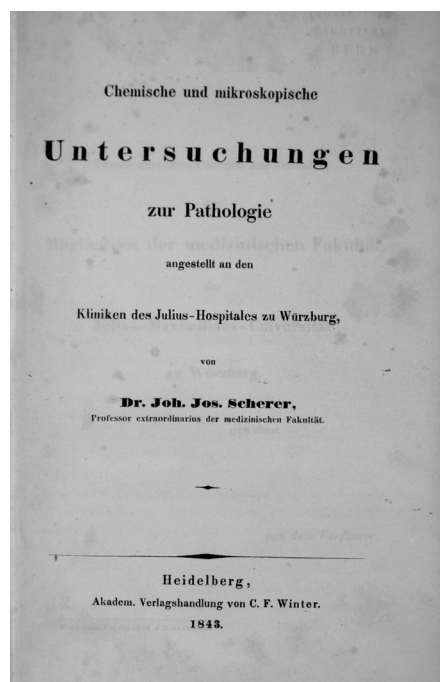 Chemische und mikroskopische
Untersuchungen
zur Pathologie
angestellt an den
Kliniken des Julius-Hospitales zu Würzburg,
von
Dr. Joh. Jos. Scherer,
Professor extraordinarius der medizinischen Fakultät.
Heidelberg,
Akadem. Verlagshandlung von C. F. Winter.
1843.